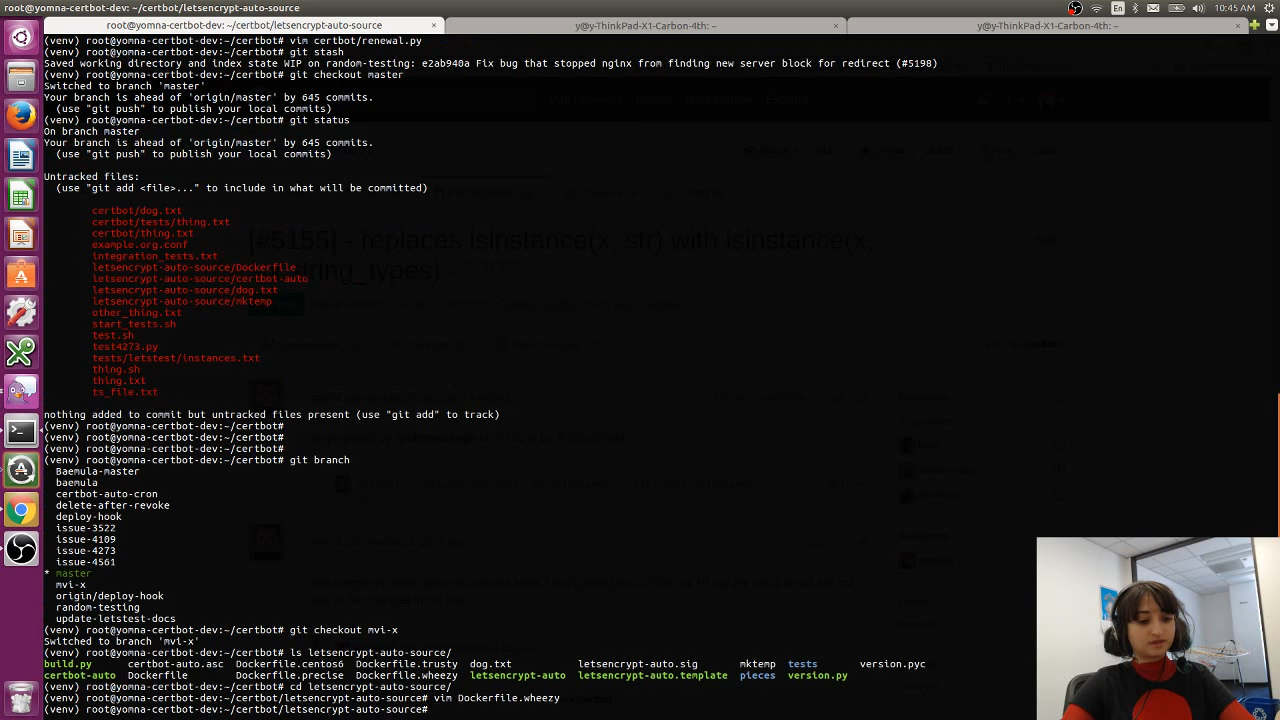 root@yomna-certbot-dev: ~/certbot/letsencrypt-auto-source
En
10:45 AM
root@yomna-certbot-dev: ~/certbot/letsencrypt-auto-source ×
y@y-ThinkPad-X1-Carbon-4th: ~ ×
y@y-ThinkPad-X1-Carbon-4th: ~ ×
(venv) root@yomna-certbot-dev:~/certbot# vim certbot/renewal.py
(venv) root@yomna-certbot-dev:~/certbot# git stash
Saved working directory and index state WIP on random-testing: e2ab940a Fix bug that stopped nginx from finding new server block for redirect (#5198)
(venv) root@yomna-certbot-dev:~/certbot# git checkout master
Switched to branch 'master'
Your branch is ahead of 'origin/master' by 645 commits.
(use "git push" to publish your local commits)
(venv) root@yomna-certbot-dev:~/certbot# git status
On branch master
Your branch is ahead of 'origin/master' by 645 commits.
(use "git push" to publish your local commits)
Untracked files:
(use "git add <file>..." to include in what will be committed)
certbot/dog.txt
certbot/tests/thing.txt
certbot/thing.txt
example.org.conf
integration_tests.txt
letsencrypt-auto-source/Dockerfile
letsencrypt-auto-source/certbot-auto
letsencrypt-auto-source/dog.txt
letsencrypt-auto-source/mktemp
other_thing.txt
start_tests.sh
test.sh
test4273.py
tests/letstest/instances.txt
thing.sh
thing.txt
ts_file.txt
[#5155] - replaces isinstance(x, str) with isinstance(x,
string_types)
nothing added to commit but untracked files present (use "git add" to track)
(venv) root@yomna-certbot-dev:~/certbot#
(venv) root@yomna-certbot-dev:~/certbot#
(venv) root@yomna-certbot-dev:~/certbot#
(venv) root@yomna-certbot-dev:~/certbot# git branch
Baemula-master
baemula
certbot-auto-cron
delete-after-revoke
deploy-hook
issue-3522
issue-4109
issue-4273
issue-4561
* master
mvi-x
origin/deploy-hook
random-testing
update-letstest-docs
(venv) root@yomna-certbot-dev:~/certbot# git checkout mvi-x
Switched to branch 'mvi-x'
(venv) root@yomna-certbot-dev:~/certbot# ls letsencrypt-auto-source/
build.py certbot-auto.asc Dockerfile.centos6 Dockerfile.trusty dog.txt letsencrypt-auto.sig mktemp tests version.pyc
certbot-auto Dockerfile Dockerfile.precise Dockerfile.wheezy letsencrypt-auto letsencrypt-auto.template pieces version.py
(venv) root@yomna-certbot-dev:~/certbot# cd letsencrypt-auto-source/
(venv) root@yomna-certbot-dev:~/certbot/letsencrypt-auto-source# vim Dockerfile.wheezy
(venv) root@yomna-certbot-dev:~/certbot/letsencrypt-auto-source#